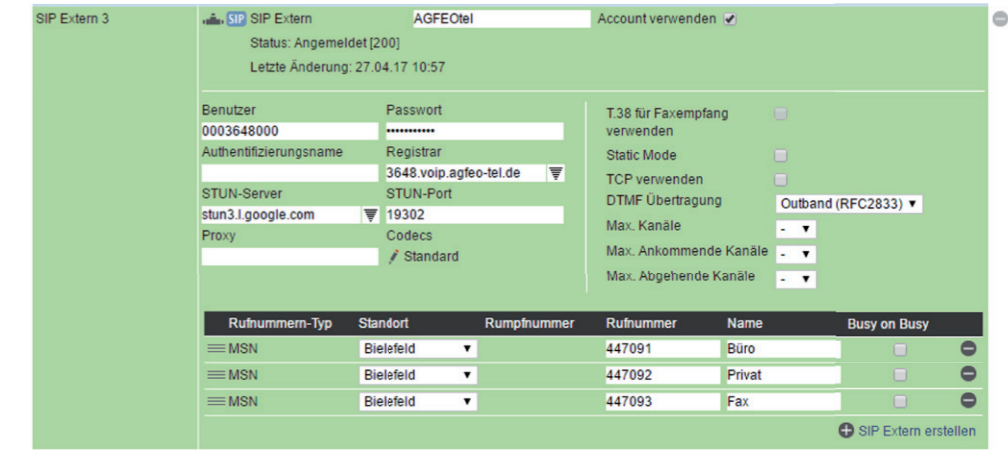 SIP Extern 3
SIP SIP Extern AGFEOtel Account verwenden
Status: Angemeldet [200]
Letzte Änderung: 27.04.17 10:57
Benutzer Passwort T.38 für Faxempfang verwenden
0003648000 •••••••••••
Authentifizierungsname Registrar Static Mode
3648.voip.agfeo-tel.de TCP verwenden
STUN-Server STUN-Port DTMF Übertragung Outband (RFC2833)
stun3.l.google.com 19302 Max. Kanäle -
Proxy Codecs Max. Ankommende Kanäle -
Standard Max. Abgehende Kanäle -
Rufnummern-Typ Standort Rumpfnummer Rufnummer Name Busy on Busy
MSN Bielefeld 447091 Büro
MSN Bielefeld 447092 Privat
MSN Bielefeld 447093 Fax
SIP Extern erstellen